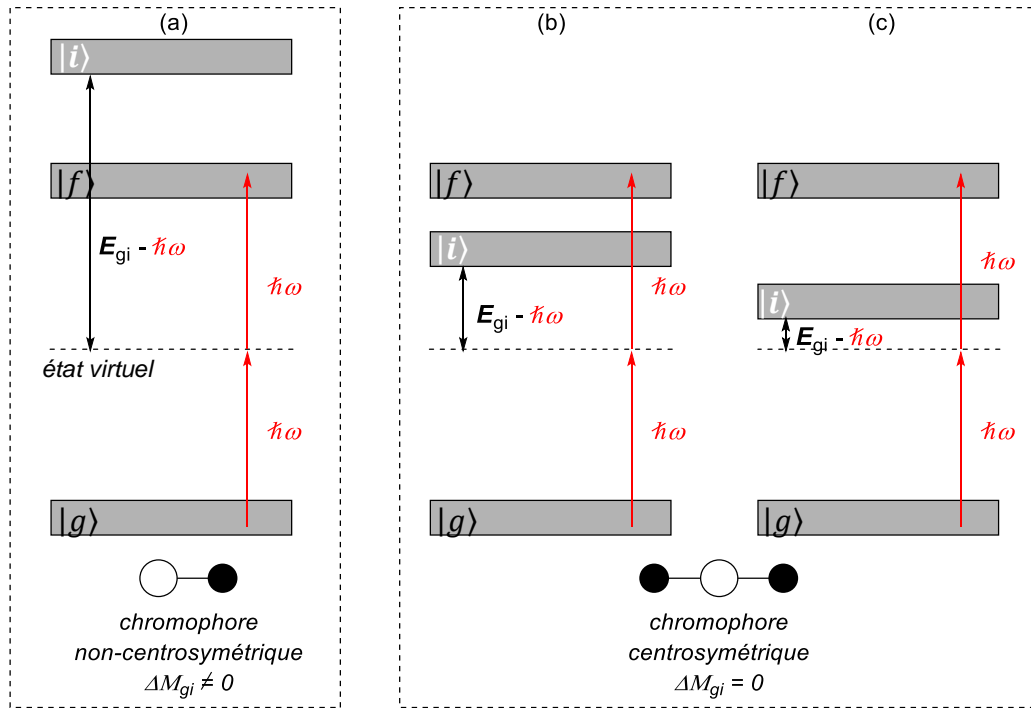 (a)
|i⟩
|f⟩
E_gi - ℏω
ℏω
état virtuel
ℏω
|g⟩
chromophore
non-centrosymétrique
ΔM_gi ≠ 0
(b)
(c)
|f⟩
|f⟩
|i⟩
ℏω
ℏω
|i⟩
E_gi - ℏω
E_gi - ℏω
ℏω
ℏω
|g⟩
|g⟩
chromophore
centrosymétrique
ΔM_gi = 0